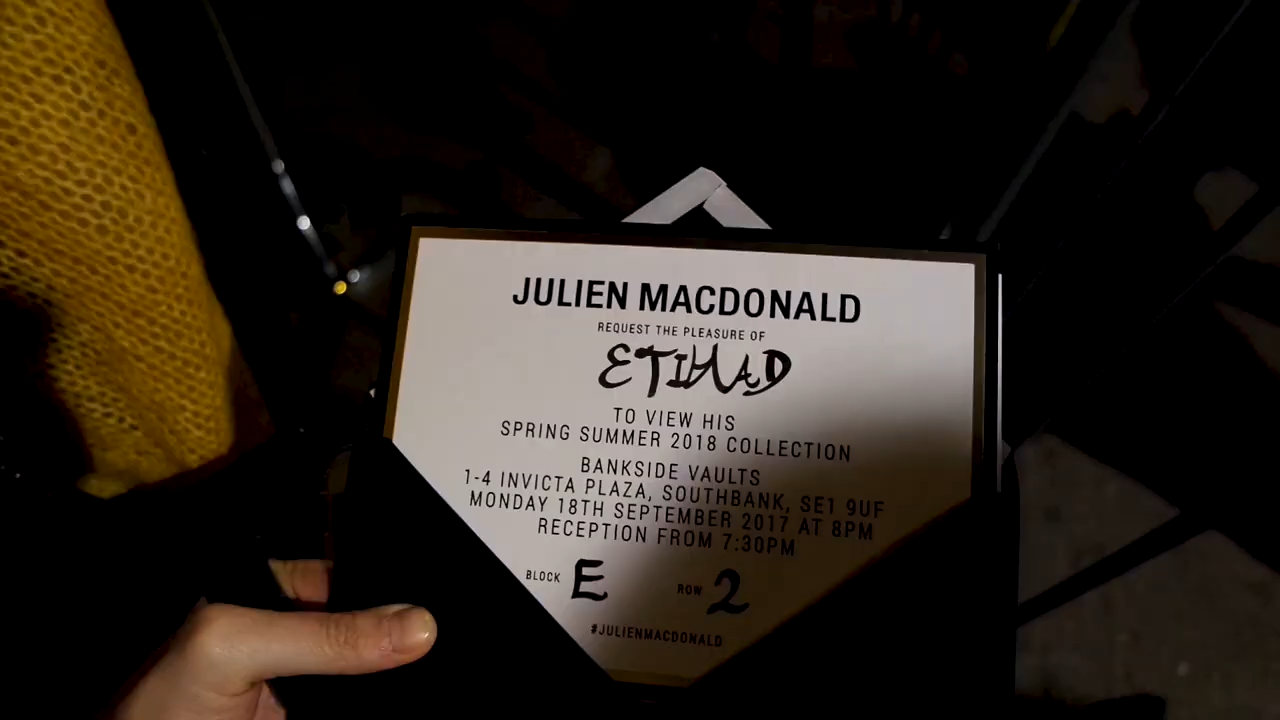 JULIEN MACDONALD
REQUEST THE PLEASURE OF
ETIHAD
TO VIEW HIS
SPRING SUMMER 2018 COLLECTION
BANKSIDE VAULTS
1-4 INVICTA PLAZA, SOUTHBANK, SE1 9UF
MONDAY 18TH SEPTEMBER 2017 AT 8PM
RECEPTION FROM 7:30PM
BLOCK E ROW 2
#JULIENMACDONALD